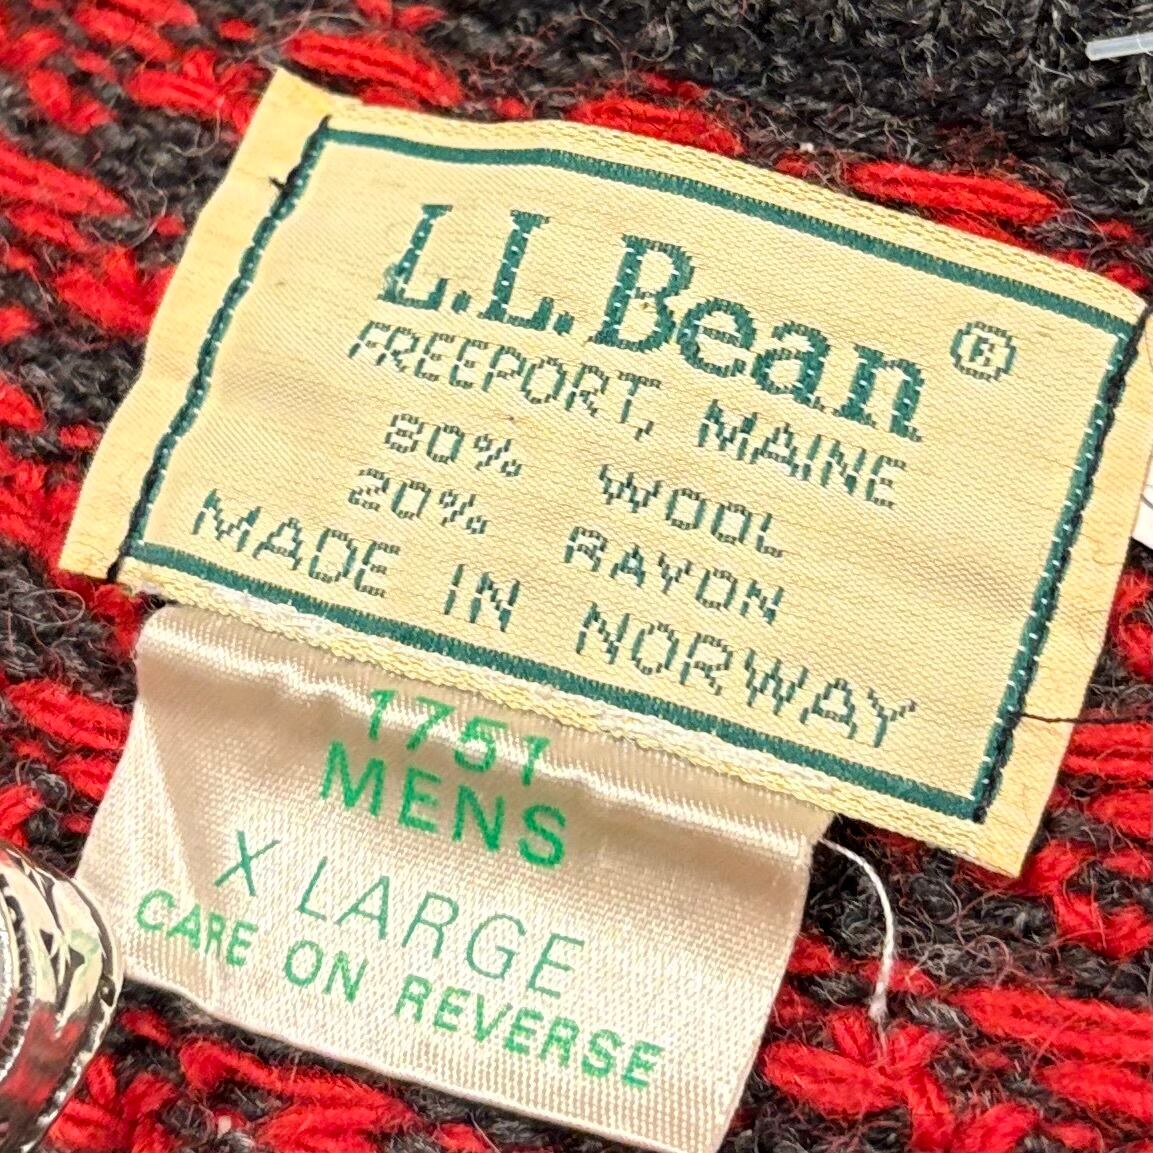 L.L.Bean®
FREEPORT, MAINE
80% WOOL
20% RAYON
MADE IN NORWAY
1751
MENS
X LARGE
CARE ON REVERSE